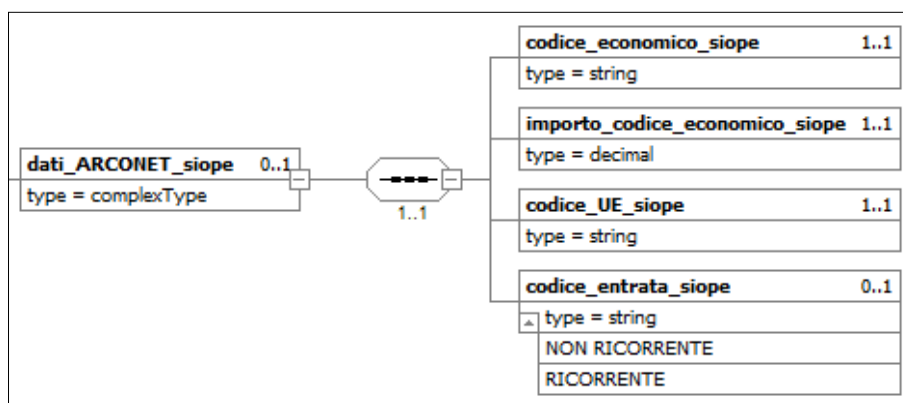 codice_economico_siope 1..1
type = string
importo_codice_economico_siope 1..1
type = decimal
dati_ARCONET_siope 0..1
type = complexType
1..1
codice_UE_siope 1..1
type = string
codice_entrata_siope 0..1
type = string
NON RICORRENTE
RICORRENTE